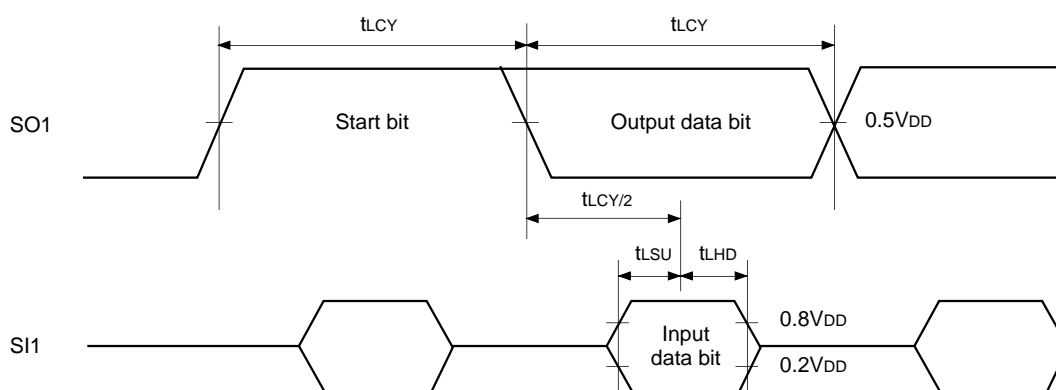 tLCY tLCY
SO1 Start bit Output data bit 0.5VDD
tLCY/2
tLSU tLHD
0.8VDD
SI1 Input
data bit
0.2VDD